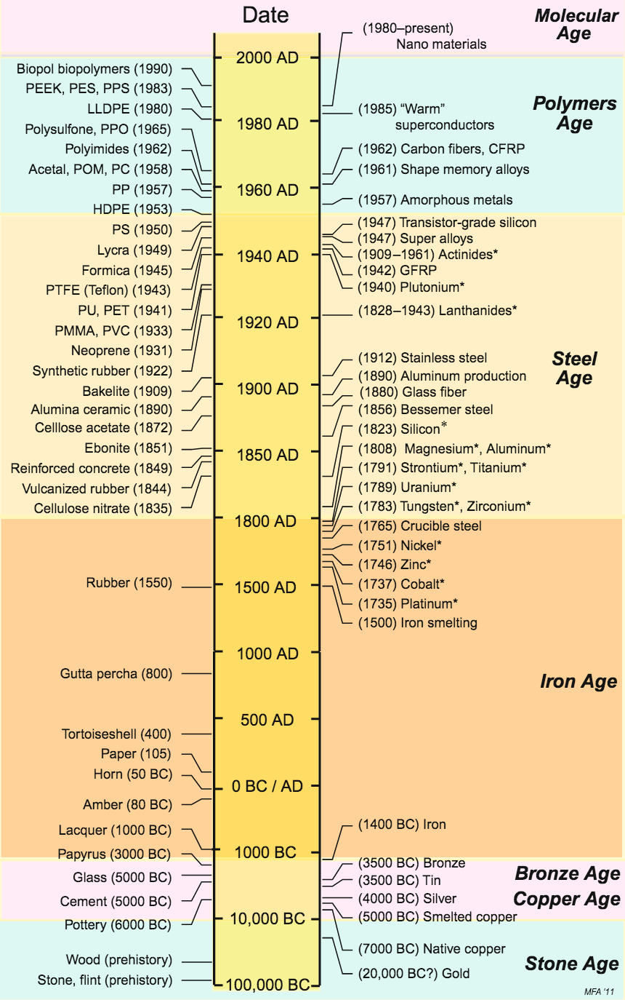 Date
Molecular
Age
(1980–present)
Nano materials
2000 AD
Biopol biopolymers (1990)
PEEK, PES, PPS (1983)
LLDPE (1980)
Polysulfone, PPO (1965)
Polyimides (1962)
Acetal, POM, PC (1958)
PP (1957)
HDPE (1953)
1980 AD
1960 AD
(1985) “Warm”
superconductors
(1962) Carbon fibers, CFRP
(1961) Shape memory alloys
(1957) Amorphous metals
Polymers
Age
PS (1950)
Lycra (1949)
Formica (1945)
PTFE (Teflon) (1943)
PU, PET (1941)
PMMA, PVC (1933)
Neoprene (1931)
Synthetic rubber (1922)
Bakelite (1909)
Alumina ceramic (1890)
Celllose acetate (1872)
Ebonite (1851)
Reinforced concrete (1849)
Vulcanized rubber (1844)
Cellulose nitrate (1835)
1940 AD
1920 AD
1900 AD
1850 AD
1800 AD
(1947) Transistor-grade silicon
(1947) Super alloys
(1909–1961) Actinides*
(1942) GFRP
(1940) Plutonium*
(1828–1943) Lanthanides*
(1912) Stainless steel
(1890) Aluminum production
(1880) Glass fiber
(1856) Bessemer steel
(1823) Silicon*
(1808) Magnesium*, Aluminum*
(1791) Strontium*, Titanium*
(1789) Uranium*
(1783) Tungsten*, Zirconium*
Steel
Age
Rubber (1550)
Gutta percha (800)
Tortoiseshell (400)
Paper (105)
Horn (50 BC)
Amber (80 BC)
Lacquer (1000 BC)
Papyrus (3000 BC)
1500 AD
1000 AD
500 AD
0 BC / AD
1000 BC
(1765) Crucible steel
(1751) Nickel*
(1746) Zinc*
(1737) Cobalt*
(1735) Platinum*
(1500) Iron smelting
(1400 BC) Iron
Iron Age
Glass (5000 BC)
Cement (5000 BC)
Pottery (6000 BC)
10,000 BC
(3500 BC) Bronze
(3500 BC) Tin
(4000 BC) Silver
(5000 BC) Smelted copper
Bronze Age
Copper Age
Wood (prehistory)
Stone, flint (prehistory)
100,000 BC
(7000 BC) Native copper
(20,000 BC?) Gold
Stone Age
MFA ‘11